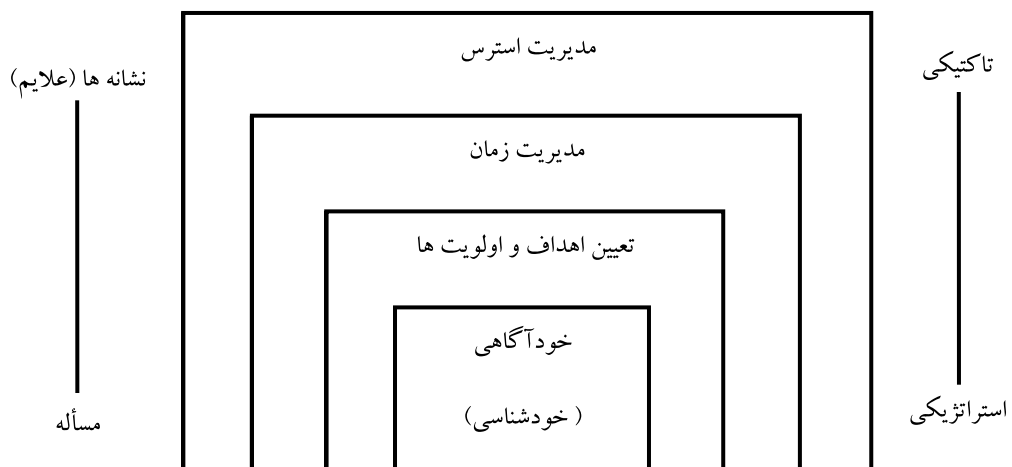 مدیریت استرس
تاکتیکی
نشانه ها (علایم)
مدیریت زمان
تعیین اهداف و اولویت ها
خودآگاهی
(خودشناسی)
استراتژیکی
مسأله